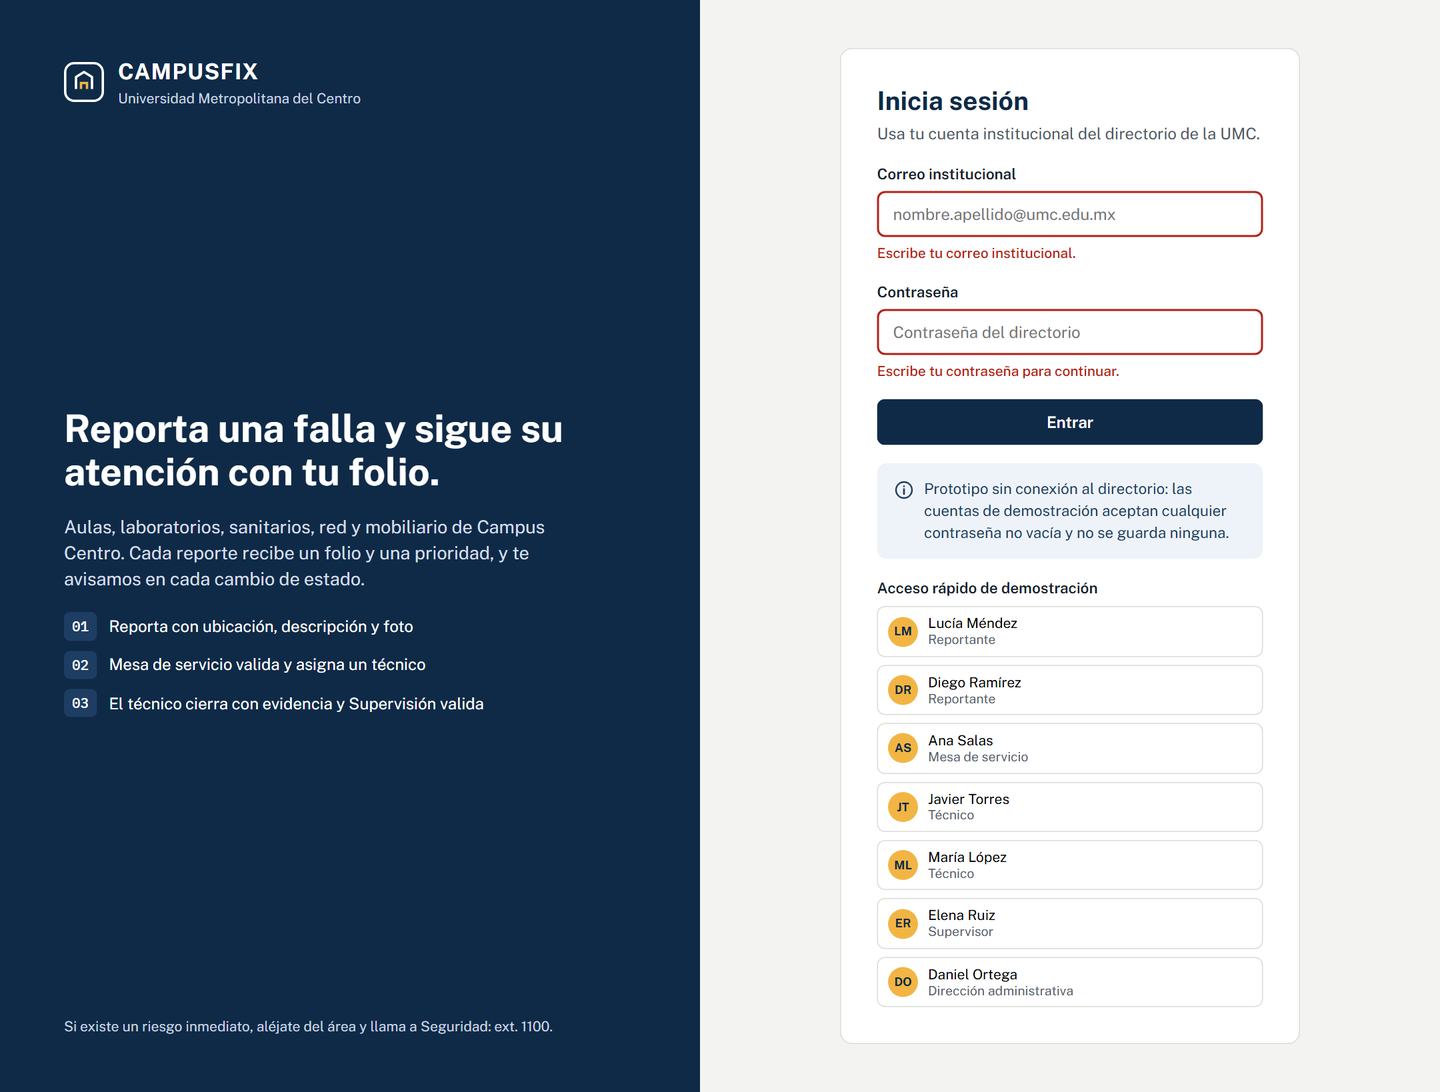 CAMPUSFIX
Universidad Metropolitana del Centro
Reporta una falla y sigue su
atención con tu folio.
Aulas, laboratorios, sanitarios, red y mobiliario de Campus
Centro. Cada reporte recibe un folio y una prioridad, y te
avisamos en cada cambio de estado.
01 Reporta con ubicación, descripción y foto
02 Mesa de servicio valida y asigna un técnico
03 El técnico cierra con evidencia y Supervisión valida
Si existe un riesgo inmediato, aléjate del área y llama a Seguridad: ext. 1100.
Inicia sesión
Usa tu cuenta institucional del directorio de la UMC.
Correo institucional
nombre.apellido@umc.edu.mx
Escribe tu correo institucional.
Contraseña
Contraseña del directorio
Escribe tu contraseña para continuar.
Entrar
Prototipo sin conexión al directorio: las
cuentas de demostración aceptan cualquier
contraseña no vacía y no se guarda ninguna.
Acceso rápido de demostración
LM Lucía Méndez
Reportante
DR Diego Ramírez
Reportante
AS Ana Salas
Mesa de servicio
JT Javier Torres
Técnico
ML María López
Técnico
ER Elena Ruiz
Supervisor
DO Daniel Ortega
Dirección administrativa